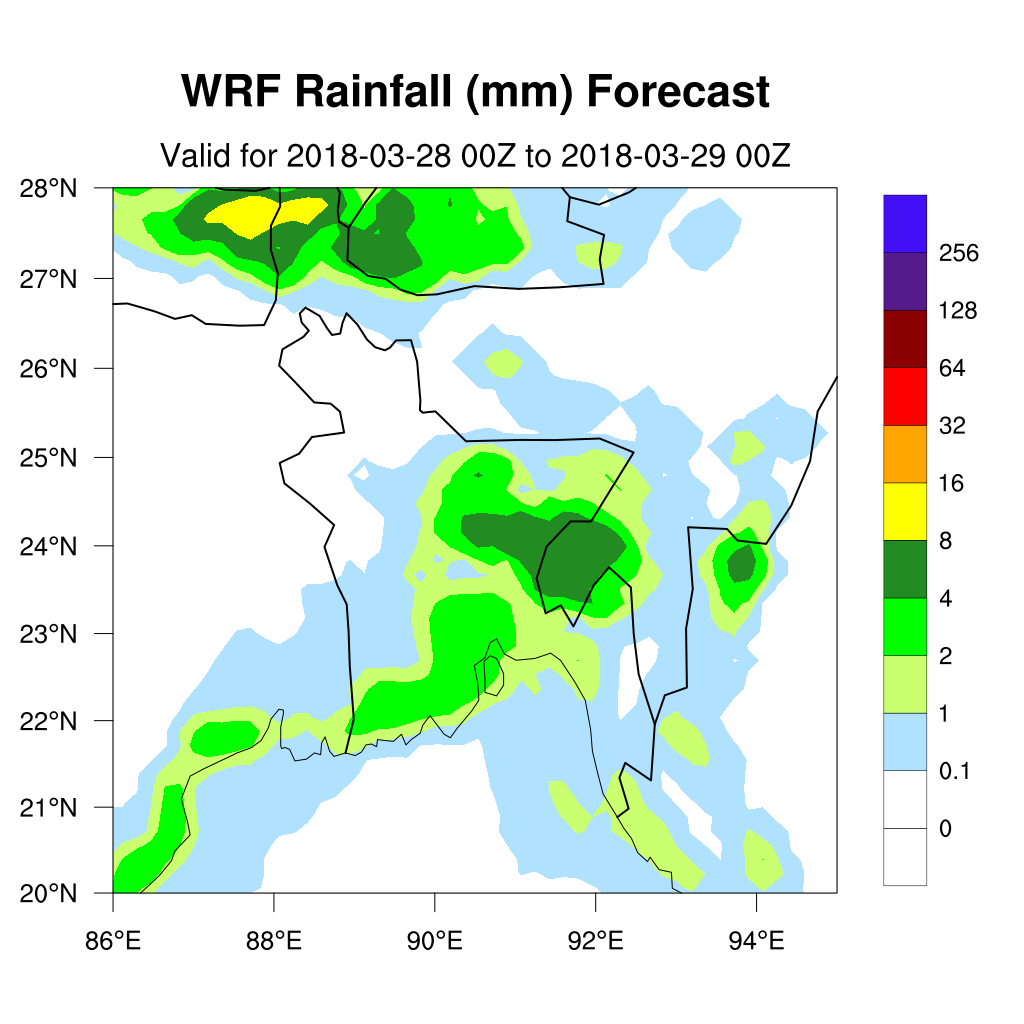 WRF Rainfall (mm) Forecast
Valid for 2018-03-28 00Z to 2018-03-29 00Z
28°N
27°N
26°N
25°N
24°N
23°N
22°N
21°N
20°N
86°E 88°E 90°E 92°E 94°E
256
128
64
32
16
8
4
2
1
0.1
0